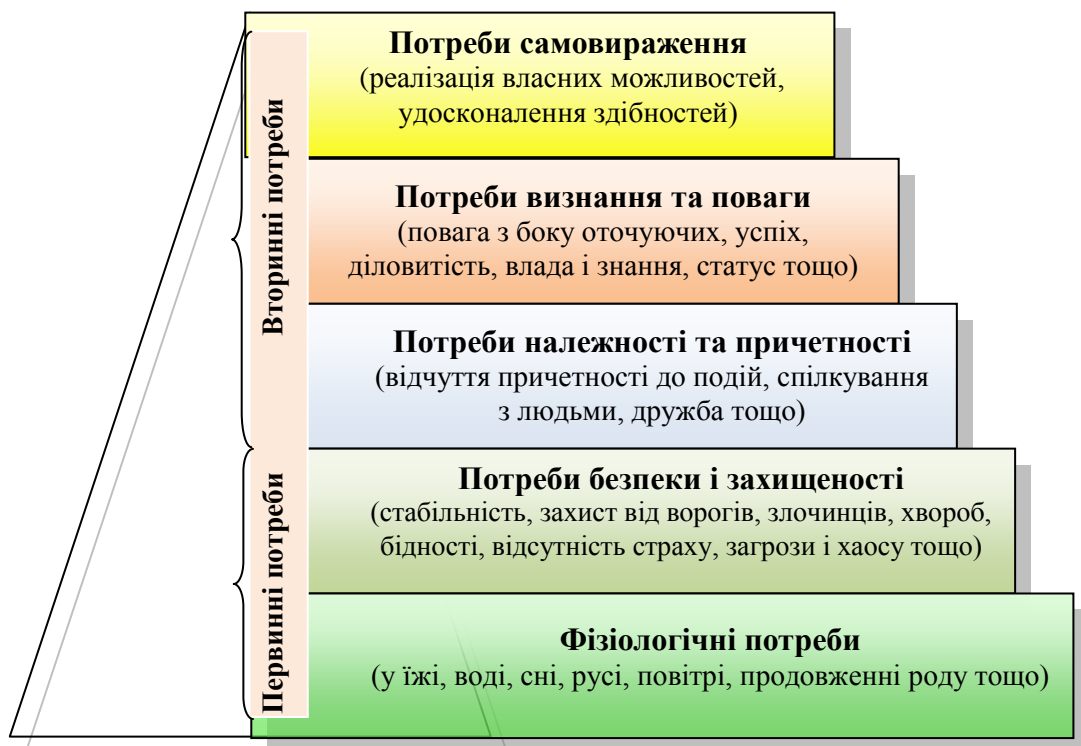 Потреби самовираження
(реалізація власних можливостей,
удосконалення здібностей)
Вторинні потреби
Потреби визнання та поваги
(повага з боку оточуючих, успіх,
діловитість, влада і знання, статус тощо)
Потреби належності та причетності
(відчуття причетності до подій, спілкування
з людьми, дружба тощо)
Потреби безпеки і захищеності
(стабільність, захист від ворогів, злочинців, хвороб,
бідності, відсутність страху, загрози і хаосу тощо)
Первинні потреби
Фізіологічні потреби
(у їжі, воді, сні, русі, повітрі, продовженні роду тощо)